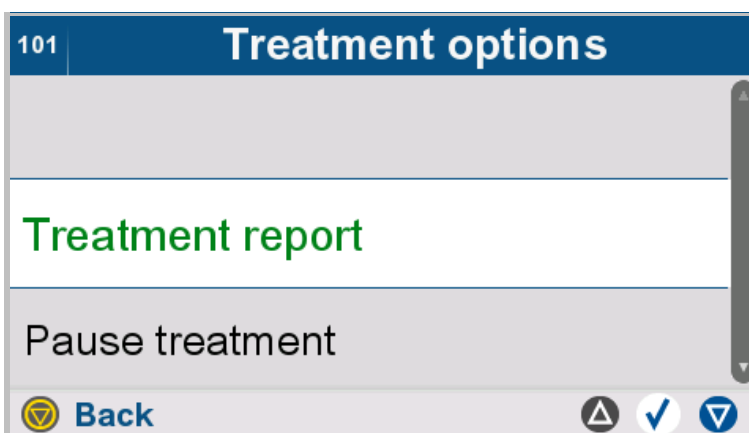 101
Treatment options
Treatment report
Pause treatment
Back